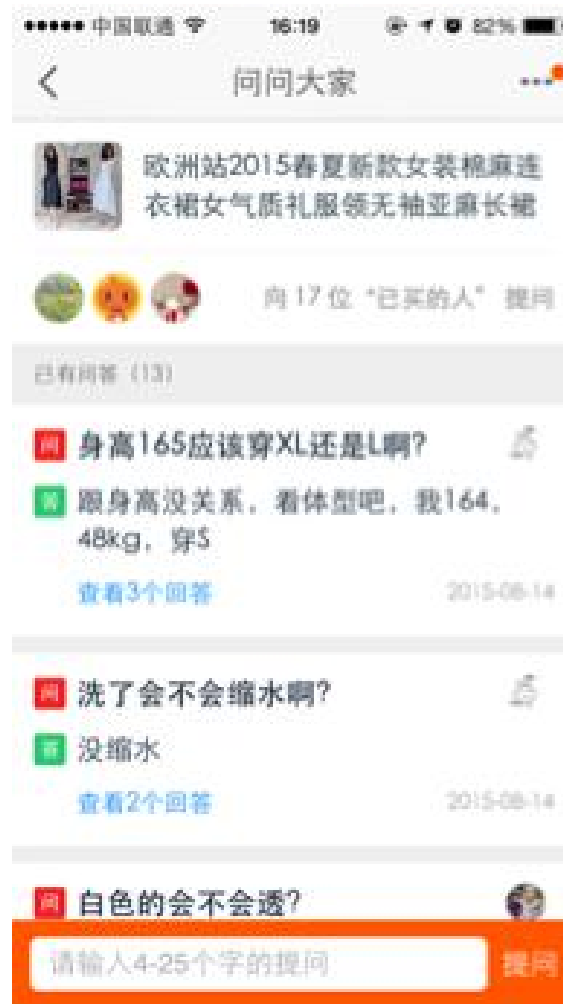 中国联通 16:19 82%
问问大家
欧洲站2015春夏新款女装棉麻连
衣裙女气质礼服领无袖亚麻长裙
向 17 位 “已买的人” 提问
已有问答 (13)
问 身高165应该穿XL还是L啊?
答 跟身高没关系，看体型吧，我164，
48kg，穿S
查看3个回答 2015-08-14
问 洗了会不会缩水啊?
答 没缩水
查看2个回答 2015-08-14
问 白色的会不会透?
请输入4-25个字的提问 提问